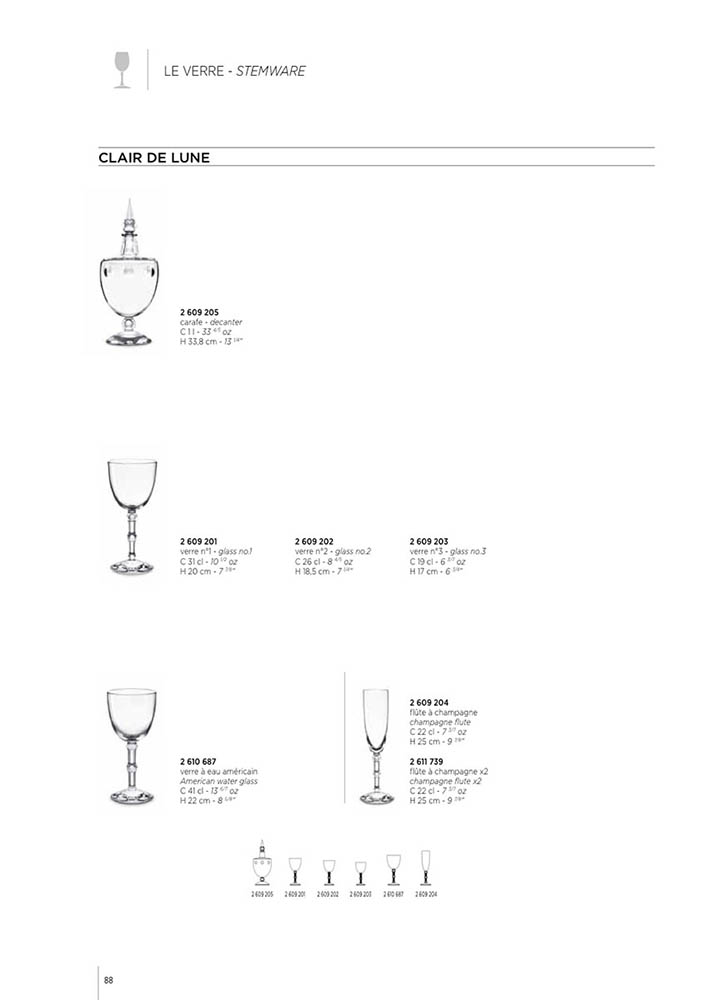 LE VERRE - STEMWARE
CLAIR DE LUNE
2 609 205
carafe - decanter
C 1 l - 33 4/5 oz
H 33,8 cm - 13 1/4"
2 609 201
verre n°1 - glass no.1
C 31 cl - 10 1/2 oz
H 20 cm - 7 7/8"
2 609 202
verre n°2 - glass no.2
C 26 cl - 8 4/5 oz
H 18,5 cm - 7 1/4"
2 609 203
verre n°3 - glass no.3
C 19 cl - 6 oz
H 17 cm - 6 3/4"
2 610 687
verre à eau américain
American water glass
C 41 cl - 13 6/7 oz
H 22 cm - 8 5/8"
2 609 204
flûte à champagne
champagne flute
C 22 cl - 7 3/7 oz
H 25 cm - 9 7/8"
2 611 739
flûte à champagne x2
champagne flute x2
C 22 cl - 7 3/7 oz
H 25 cm - 9 7/8"
2 609 205 2 609 201 2 609 202 2 609 203 2 610 687 2 609 204
88